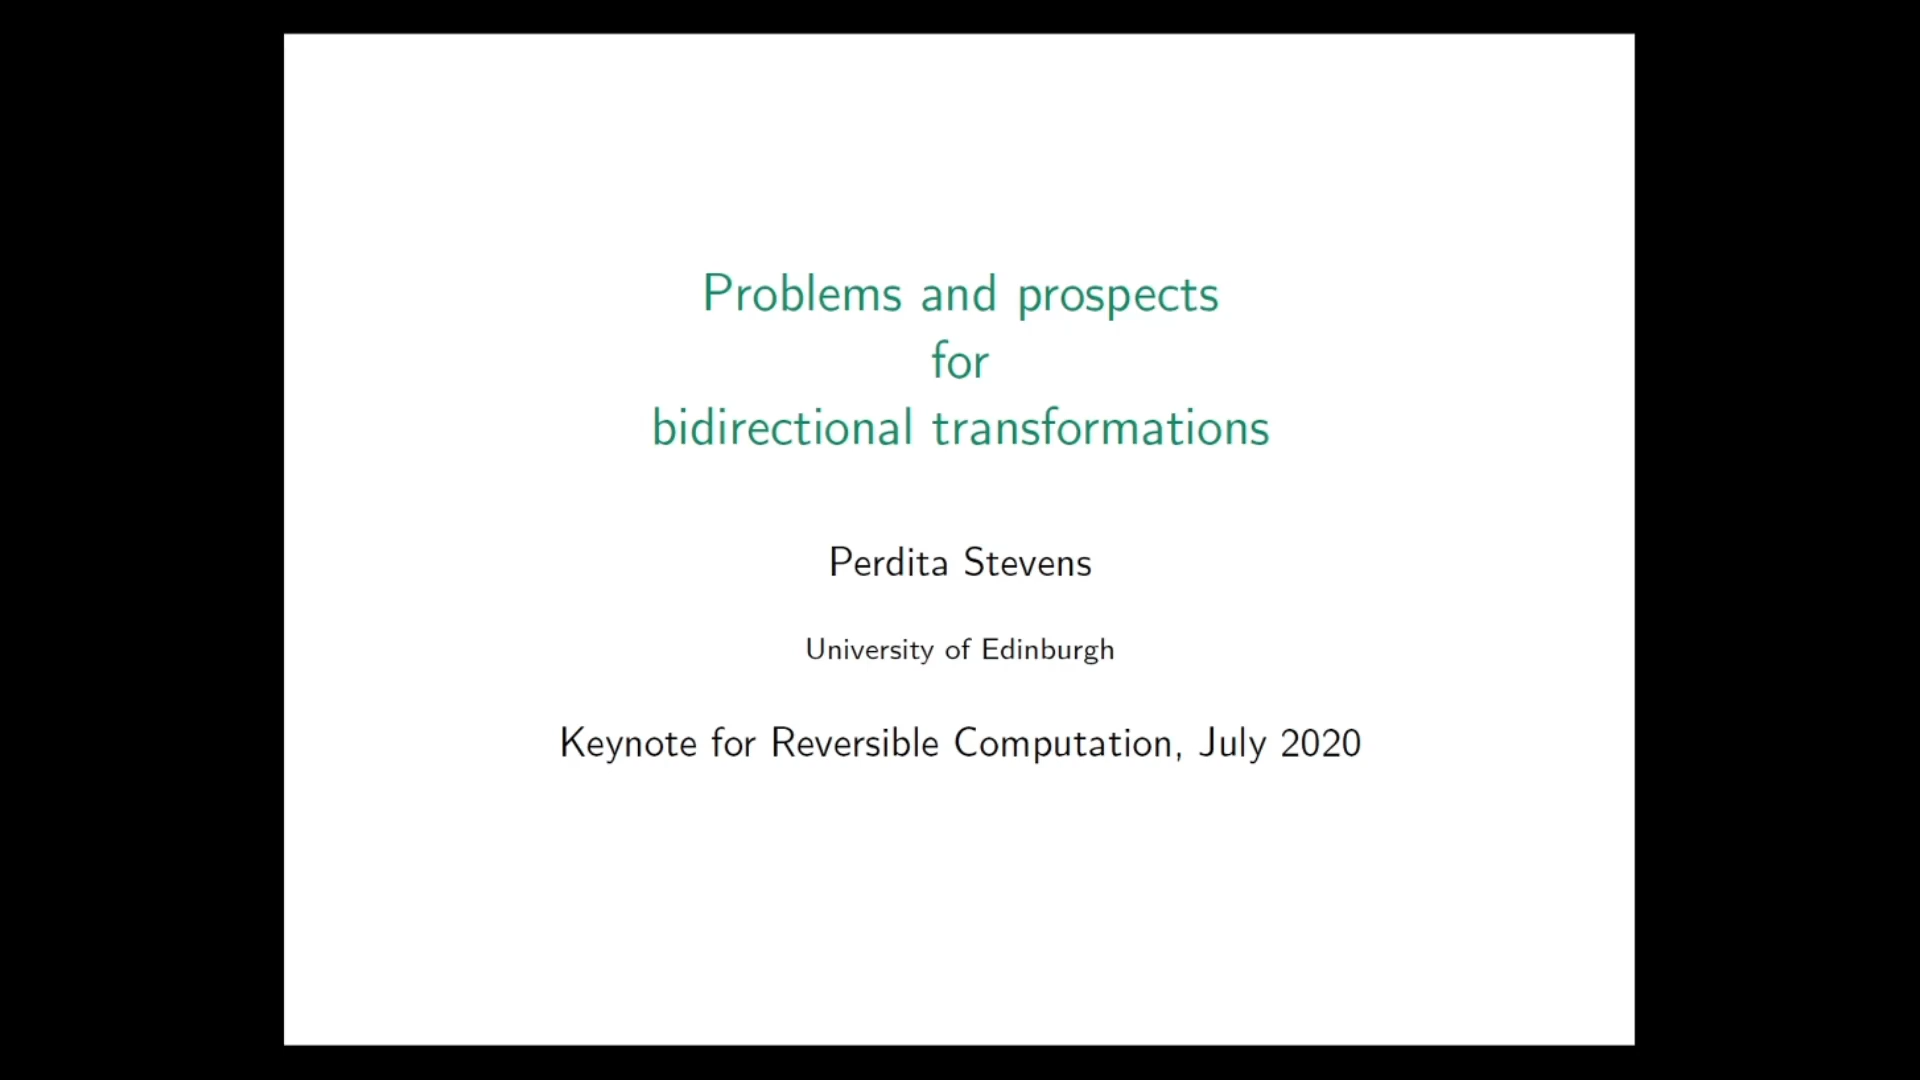 Problems and prospects
for
bidirectional transformations
Perdita Stevens
University of Edinburgh
Keynote for Reversible Computation, July 2020